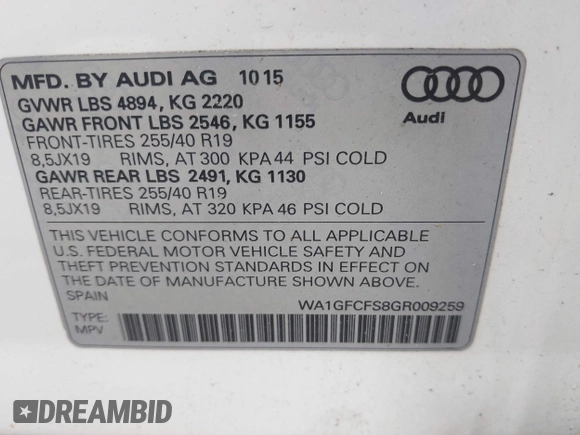 MFD. BY AUDI AG 10 15
GVWR LBS 4894, KG 2220
GAWR FRONT LBS 2546, KG 1155
FRONT-TIRES 255/40 R19
8,5JX19 RIMS, AT 300 KPA 44 PSI COLD
GAWR REAR LBS 2491, KG 1130
REAR-TIRES 255/40 R19
8,5JX19 RIMS, AT 320 KPA 46 PSI COLD
Audi
THIS VEHICLE CONFORMS TO ALL APPLICABLE
U.S. FEDERAL MOTOR VEHICLE SAFETY AND
THEFT PREVENTION STANDARDS IN EFFECT ON
THE DATE OF MANUFACTURE SHOWN ABOVE.
SPAIN WA1GFCFS8GR009259
TYPE:
MPV
DREAMBID